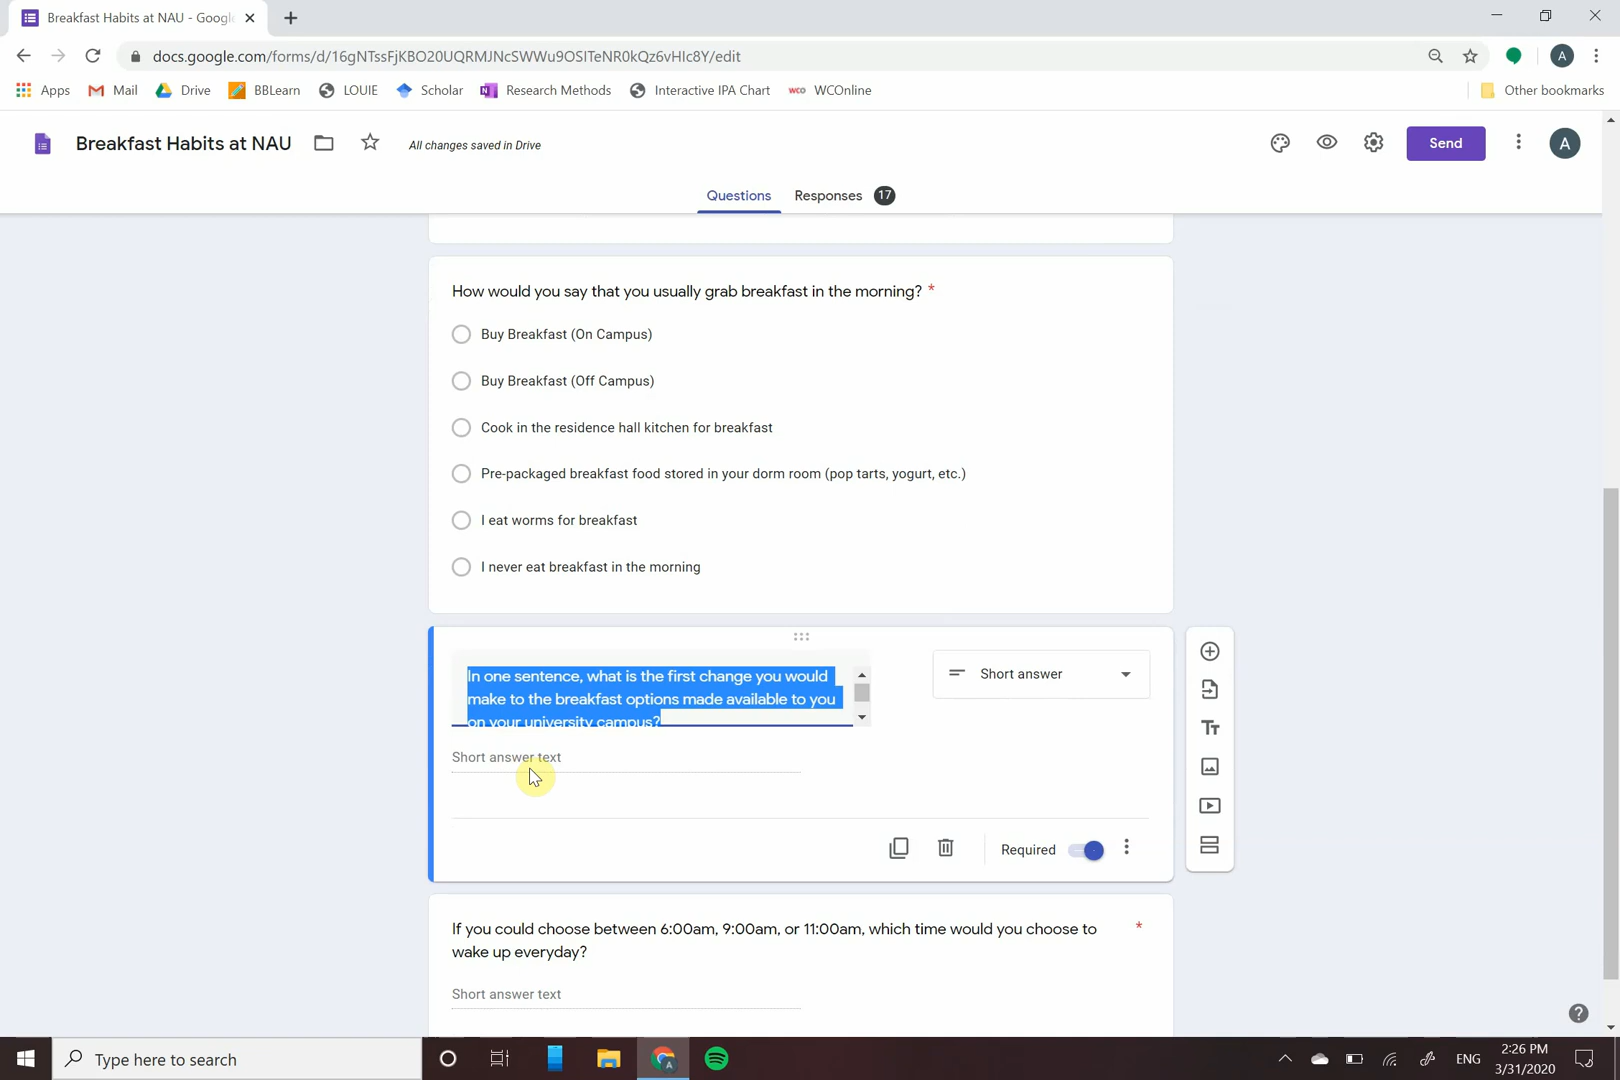 Breakfast Habits at NAU - Googl
docs.google.com/forms/d/16gNTssFjKBO20UQRMJNcSWWu9OSITeNR0kQz6vHIc8Y/edit
A
Apps
Mail
Drive
BBLearn
LOUIE
Scholar
Research Methods
Interactive IPA Chart
WCO WCOnline
Other bookmarks
Breakfast Habits at NAU
All changes saved in Drive
Send
A
Questions
Responses 17
How would you say that you usually grab breakfast in the morning? *
Buy Breakfast (On Campus)
Buy Breakfast (Off Campus)
Cook in the residence hall kitchen for breakfast
Pre-packaged breakfast food stored in your dorm room (pop tarts, yogurt, etc.)
I eat worms for breakfast
I never eat breakfast in the morning
In one sentence, what is the first change you would
make to the breakfast options made available to you
on your university campus?
Short answer
Short answer text
Required
If you could choose between 6:00am, 9:00am, or 11:00am, which time would you choose to *
wake up everyday?
Short answer text
Type here to search
ENG
2:26 PM
3/31/2020